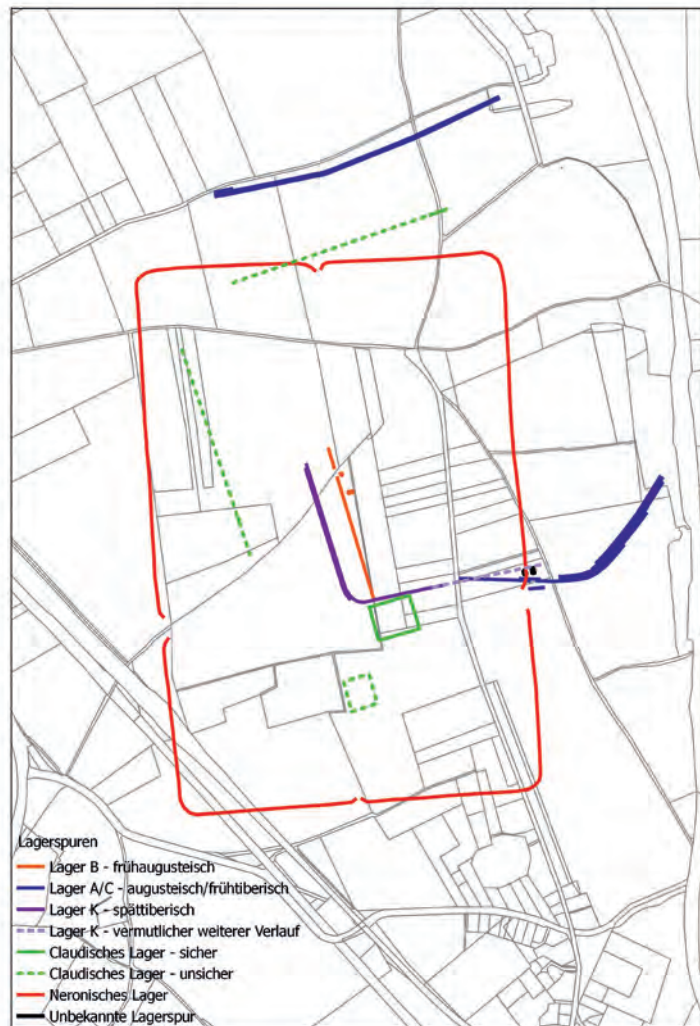 Lagerspuren
Lager B - frühaugusteisch
Lager A/C - augusteisch/frühtiberisch
Lager K - spättiberisch
Lager K - vermutlicher weiterer Verlauf
Claudisches Lager - sicher
Claudisches Lager - unsicher
Neronisches Lager
Unbekannte Lagerspur